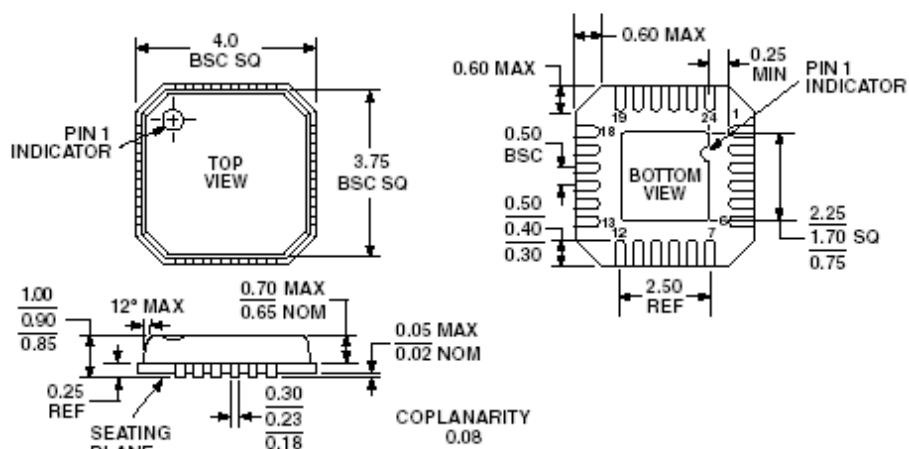 4.0
BSC SQ
PIN 1
INDICATOR
TOP
VIEW
3.75
BSC SQ
0.60 MAX
0.60 MAX
0.25
MIN
PIN 1
INDICATOR
19
24
1
18
0.50
BSC
BOTTOM
VIEW
0.50
0.40
0.30
13
12
6
7
2.25
1.70 SQ
0.75
2.50
REF
1.00
0.90
0.85
12° MAX
0.70 MAX
0.65 NOM
0.05 MAX
0.02 NOM
0.25
REF
SEATING
PLANE
0.30
0.23
0.18
COPLANARITY
0.08